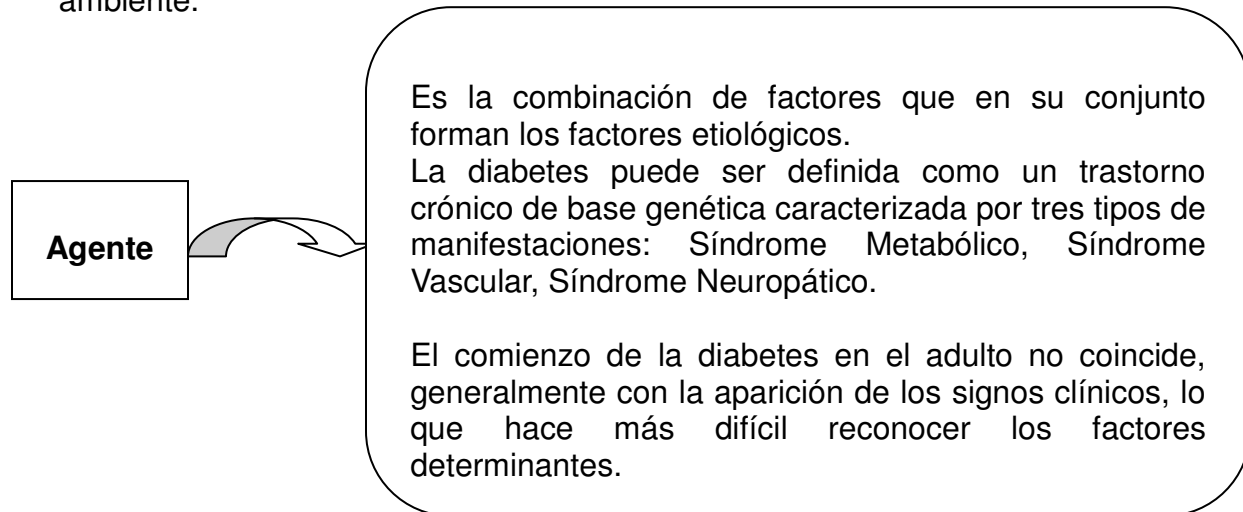 ambiente.
Es la combinación de factores que en su conjunto
forman los factores etiológicos.
La diabetes puede ser definida como un trastorno
crónico de base genética caracterizada por tres tipos de
manifestaciones: Síndrome Metabólico, Síndrome
Vascular, Síndrome Neuropático.
Agente
El comienzo de la diabetes en el adulto no coincide,
generalmente con la aparición de los signos clínicos, lo
que hace más difícil reconocer los factores
determinantes.